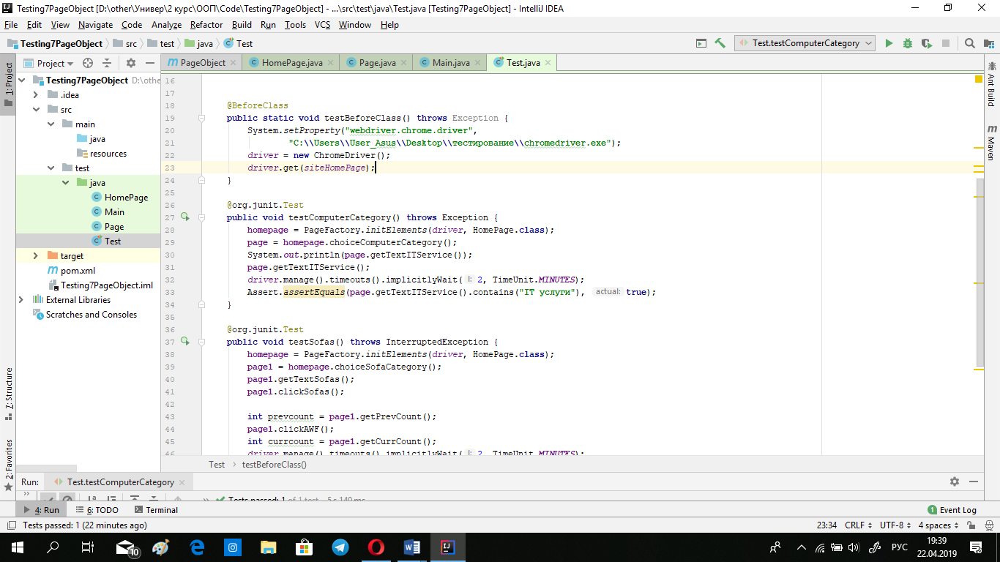 Testing7PageObject [D:\other\Универ\2 курс\ООП\Code\Testing7PageObject] - ...\src\test\java\Test.java [Testing7PageObject] - IntelliJ IDEA
File Edit View Navigate Code Analyze Refactor Build Run Tools VCS Window Help
Testing7PageObject src test java Test Test.testComputerCategory
1: Project
Project
PageObject HomePage.java Page.java Main.java Test.java
Testing7PageObject D:\othe
.idea
src
main
java
resources
test
java
HomePage
Main
Page
Test
target
pom.xml
Testing7PageObject.iml
External Libraries
Scratches and Consoles
7: Structure
2: Favorites
Ant Build
Maven
16
17
18 @BeforeClass
19 public static void testBeforeClass() throws Exception {
20 System.setProperty("webdriver.chrome.driver",
21 "C:\\Users\\User_Asus\\Desktop\\тестирование\\chromedriver.exe");
22 driver = new ChromeDriver();
23 driver.get(siteHomePage);
24 }
25
26 @org.junit.Test
27 public void testComputerCategory() throws Exception {
28 homepage = PageFactory.initElements(driver, HomePage.class);
29 page = homepage.choiceComputerCategory();
30 System.out.println(page.getTextITService());
31 page.getTextITService();
32 driver.manage().timeouts().implicitlyWait( l: 2, TimeUnit.MINUTES);
33 Assert.assertEquals(page.getTextITService().contains("IT услуги"), actual: true);
34 }
35
36 @org.junit.Test
37 public void testSofas() throws InterruptedException {
38 homepage = PageFactory.initElements(driver, HomePage.class);
39 page1 = homepage.choiceSofaCategory();
40 page1.getTextSofas();
41 page1.clickSofas();
42
43 int prevcount = page1.getPrevCount();
44 page1.clickAWF();
45 int currcount = page1.getCurrCount();
46 driver.manage().timeouts().implicitlyWait( l: 2, TimeUnit.MINUTES);
Test testBeforeClass()
Run: Test.testComputerCategory
Tests passed: 1 of 1 test - 5 s 140 ms
4: Run 6: TODO Terminal 1 Event Log
Tests passed: 1 (22 minutes ago) 23:34 CRLF UTF-8 4 spaces
10 РУС 19:39
22.04.2019